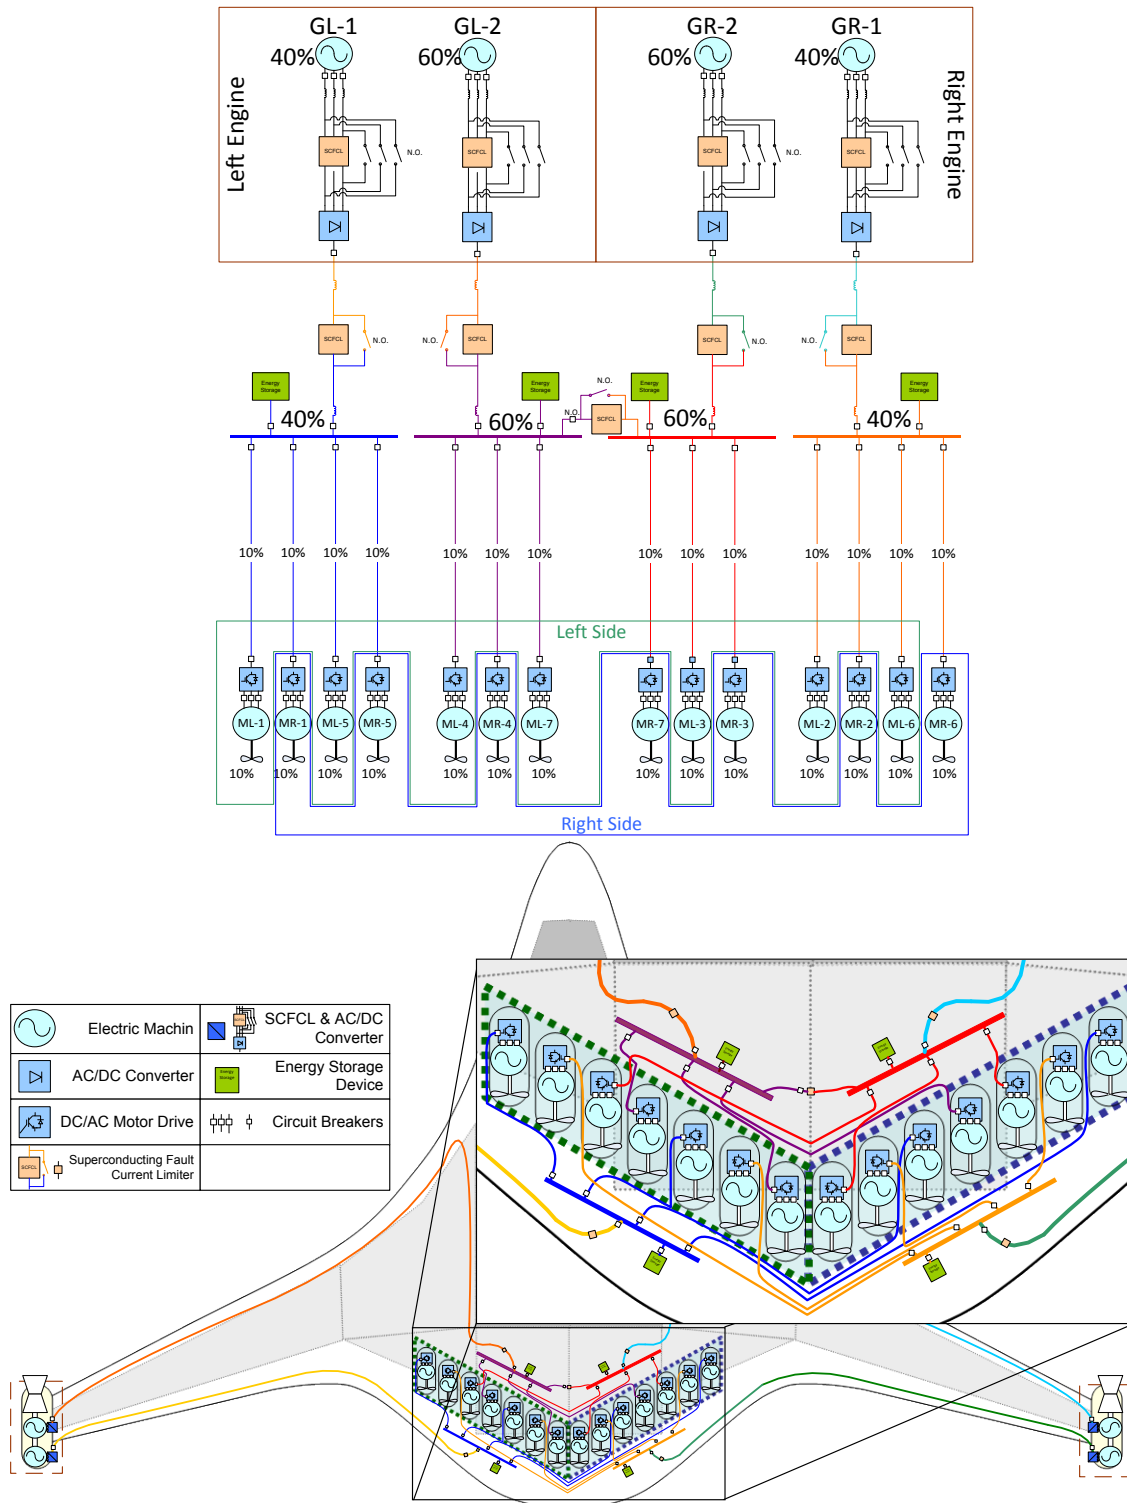 GL-1
GL-2
GR-2
GR-1
40%
60%
60%
40%
Left Engine
Right Engine
SCFCL
N.O.
SCFCL
SCFCL
N.O.
SCFCL
SCFCL
N.O.
N.O.
SCFCL
SCFCL
N.O.
N.O.
SCFCL
Energy
Storage
Energy
Storage
N.O.
Energy
Storage
Energy
Storage
N.O.
SCFCL
40%
60%
60%
40%
10%
10%
10%
10%
10%
10%
10%
10%
10%
10%
10%
10%
10%
10%
Left Side
ML-1
MR-1
ML-5
MR-5
ML-4
MR-4
ML-7
MR-7
ML-3
MR-3
ML-2
MR-2
ML-6
MR-6
10%
10%
10%
10%
10%
10%
10%
10%
10%
10%
10%
10%
10%
10%
Right Side
Electric Machin
SCFCL & AC/DC
Converter
AC/DC Converter
Energy Storage
Device
DC/AC Motor Drive
Circuit Breakers
SCFCL
Superconducting Fault
Current Limiter